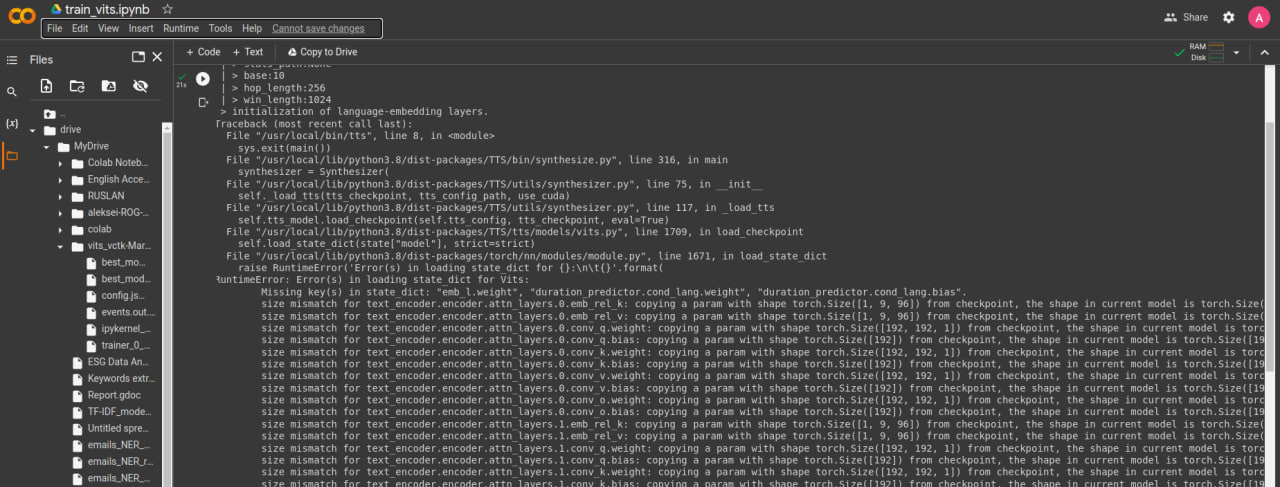 train_vits.ipynb
File Edit View Insert Runtime Tools Help Cannot save changes
Share
A
Files
+ Code + Text Copy to Drive
RAM
Disk
..
drive
MyDrive
Colab Noteb...
English Acce...
RUSLAN
aleksei-ROG-...
colab
vits_vctk-Mar...
best_mo...
best_mod...
config.js...
events.out....
ipykernel_...
trainer_0_...
ESG Data An...
Keywords extr...
Report.gdoc
TF-IDF_mode...
Untitled spre...
emails_NER_...
emails_NER_r...
emails_NER_...
{x}
21s
| > stats_path:None
| > base:10
| > hop_length:256
| > win_length:1024
> initialization of language-embedding layers.
Traceback (most recent call last):
File "/usr/local/bin/tts", line 8, in <module>
sys.exit(main())
File "/usr/local/lib/python3.8/dist-packages/TTS/bin/synthesize.py", line 316, in main
synthesizer = Synthesizer(
File "/usr/local/lib/python3.8/dist-packages/TTS/utils/synthesizer.py", line 75, in __init__
self._load_tts(tts_checkpoint, tts_config_path, use_cuda)
File "/usr/local/lib/python3.8/dist-packages/TTS/utils/synthesizer.py", line 117, in _load_tts
self.tts_model.load_checkpoint(self.tts_config, tts_checkpoint, eval=True)
File "/usr/local/lib/python3.8/dist-packages/TTS/tts/models/vits.py", line 1709, in load_checkpoint
self.load_state_dict(state["model"], strict=strict)
File "/usr/local/lib/python3.8/dist-packages/torch/nn/modules/module.py", line 1671, in load_state_dict
raise RuntimeError('Error(s) in loading state_dict for {}:\n\t{}'.format(
RuntimeError: Error(s) in loading state_dict for Vits:
Missing key(s) in state_dict: "emb_l.weight", "duration_predictor.cond_lang.weight", "duration_predictor.cond_lang.bias".
size mismatch for text_encoder.encoder.attn_layers.0.emb_rel_k: copying a param with shape torch.Size([1, 9, 96]) from checkpoint, the shape in current model is torch.Size(
size mismatch for text_encoder.encoder.attn_layers.0.emb_rel_v: copying a param with shape torch.Size([1, 9, 96]) from checkpoint, the shape in current model is torch.Size(
size mismatch for text_encoder.encoder.attn_layers.0.conv_q.weight: copying a param with shape torch.Size([192, 192, 1]) from checkpoint, the shape in current model is torc
size mismatch for text_encoder.encoder.attn_layers.0.conv_q.bias: copying a param with shape torch.Size([192]) from checkpoint, the shape in current model is torch.Size([19
size mismatch for text_encoder.encoder.attn_layers.0.conv_k.weight: copying a param with shape torch.Size([192, 192, 1]) from checkpoint, the shape in current model is torc
size mismatch for text_encoder.encoder.attn_layers.0.conv_k.bias: copying a param with shape torch.Size([192]) from checkpoint, the shape in current model is torch.Size([19
size mismatch for text_encoder.encoder.attn_layers.0.conv_v.weight: copying a param with shape torch.Size([192, 192, 1]) from checkpoint, the shape in current model is torc
size mismatch for text_encoder.encoder.attn_layers.0.conv_v.bias: copying a param with shape torch.Size([192]) from checkpoint, the shape in current model is torch.Size([19
size mismatch for text_encoder.encoder.attn_layers.0.conv_o.weight: copying a param with shape torch.Size([192, 192, 1]) from checkpoint, the shape in current model is torc
size mismatch for text_encoder.encoder.attn_layers.0.conv_o.bias: copying a param with shape torch.Size([192]) from checkpoint, the shape in current model is torch.Size([19
size mismatch for text_encoder.encoder.attn_layers.1.emb_rel_k: copying a param with shape torch.Size([1, 9, 96]) from checkpoint, the shape in current model is torch.Size(
size mismatch for text_encoder.encoder.attn_layers.1.emb_rel_v: copying a param with shape torch.Size([1, 9, 96]) from checkpoint, the shape in current model is torch.Size(
size mismatch for text_encoder.encoder.attn_layers.1.conv_q.weight: copying a param with shape torch.Size([192, 192, 1]) from checkpoint, the shape in current model is torc
size mismatch for text_encoder.encoder.attn_layers.1.conv_q.bias: copying a param with shape torch.Size([192]) from checkpoint, the shape in current model is torch.Size([19
size mismatch for text_encoder.encoder.attn_layers.1.conv_k.weight: copying a param with shape torch.Size([192, 192, 1]) from checkpoint, the shape in current model is torc
size mismatch for text_encoder.encoder.attn_layers.1.conv_k.bias: copying a param with shape torch.Size([192]) from checkpoint, the shape in current model is torch.Size([19
size mismatch for text_encoder.encoder.attn_layers.1.conv_v.weight: copying a param with shape torch.Size([192, 192, 1]) from checkpoint, the shape in current model is torc